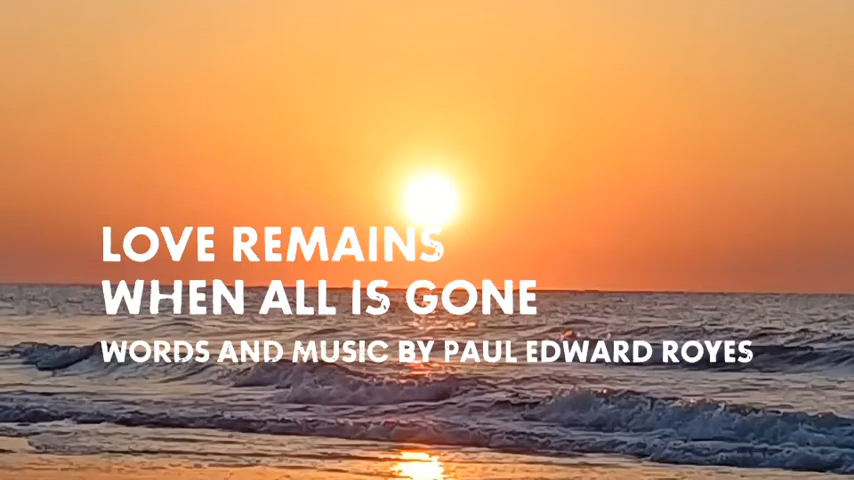 LOVE REMAINS
WHEN ALL IS GONE
WORDS AND MUSIC BY PAUL EDWARD ROYES